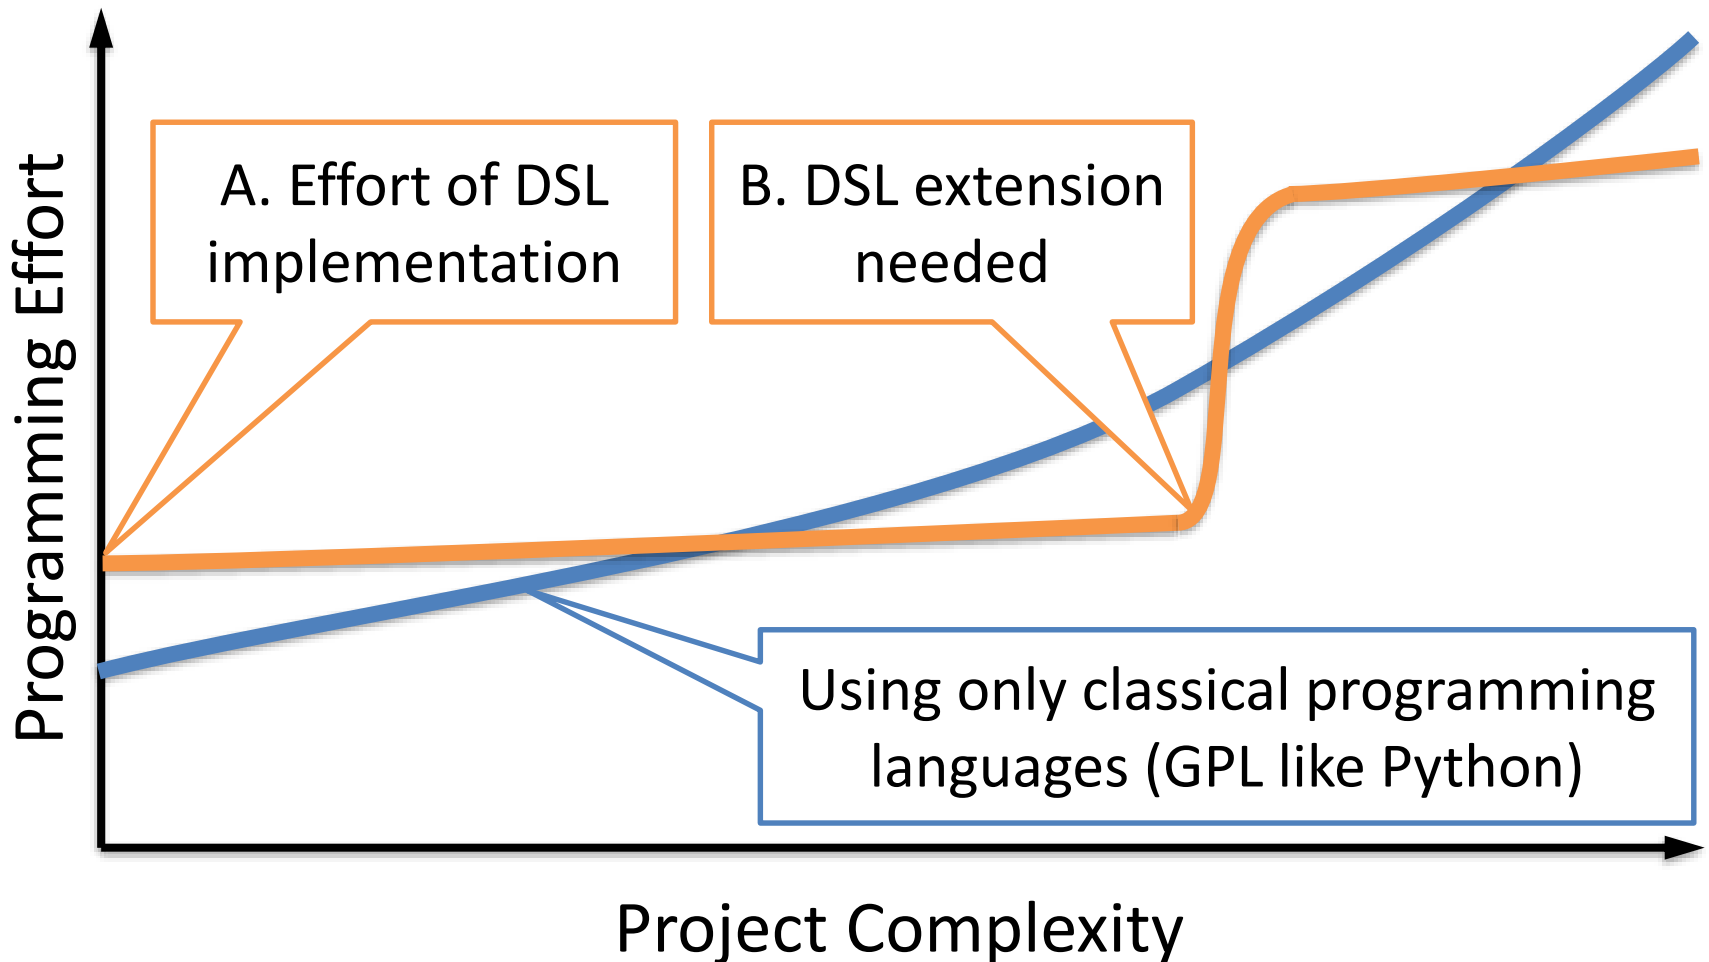 Programming Effort
A. Effort of DSL
implementation
B. DSL extension
needed
Using only classical programming
languages (GPL like Python)
Project Complexity